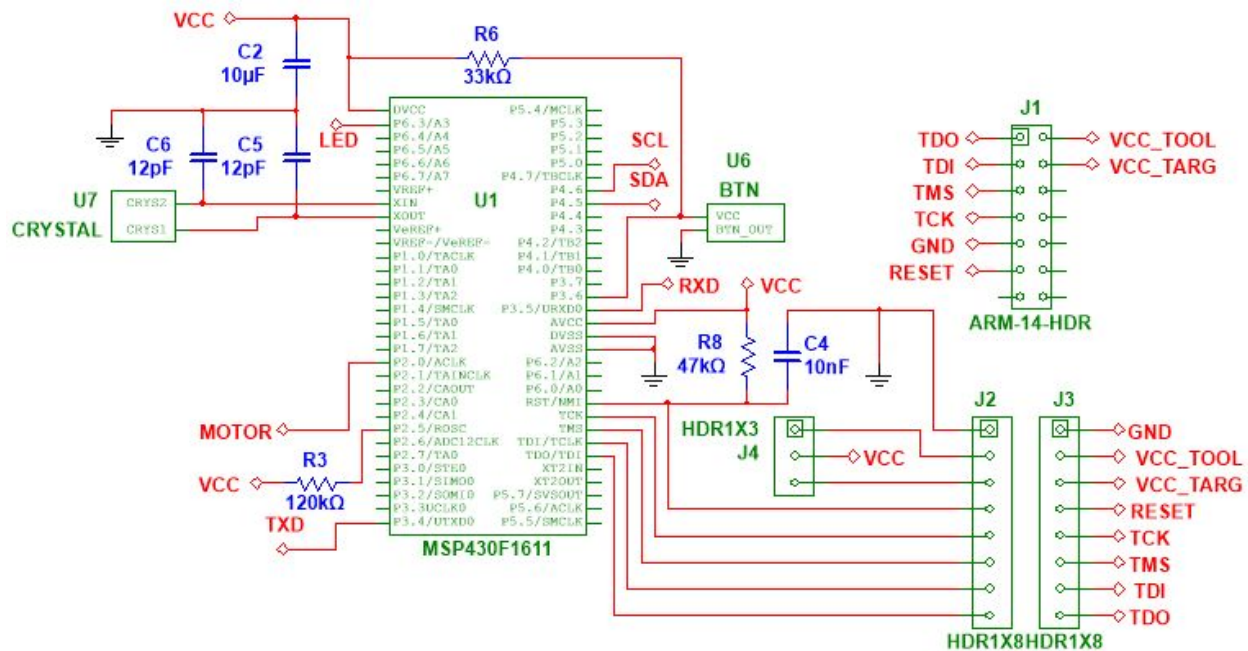 VCC
C2
10µF
R6
33kΩ
LED
C6
12pF
C5
12pF
U7
CRYS2
CRYS1
CRYSTAL
U1
DVCC
P6.3/A3
P6.4/A4
P6.5/A5
P6.6/A6
P6.7/A7
VREF+
XIN
XOUT
VeREF+
VREF-/VeREF-
P1.0/TACLK
P1.1/TA0
P1.2/TA1
P1.3/TA2
P1.4/SMCLK
P1.5/TA0
P1.6/TA1
P1.7/TA2
P2.0/ACLK
P2.1/TAINCLK
P2.2/CAOUT
P2.3/CA0
P2.4/CA1
P2.5/ROSC
P2.6/ADC12CLK
P2.7/TA0
P3.0/STE0
P3.1/SIMO0
P3.2/SOMI0
P3.3UCLK0
P3.4/UTXD0
P5.4/MCLK
P5.3
P5.2
P5.1
P5.0
P4.7/TBCLK
P4.6
P4.5
P4.4
P4.3
P4.2/TB2
P4.1/TB1
P4.0/TB0
P3.7
P3.6
P3.5/URXD0
AVCC
DVSS
AVSS
P6.2/A2
P6.1/A1
P6.0/A0
RST/NMI
TCK
TMS
TDI/TCLK
TDO/TDI
XT2IN
XT2OUT
P5.7/SVSOUT
P5.6/ACLK
P5.5/SMCLK
MSP430F1611
MOTOR
VCC
R3
120kΩ
TXD
SCL
SDA
U6
BTN
VCC
BTN_OUT
RXD
VCC
R8
47kΩ
C4
10nF
HDR1X3
J4
VCC
J1
TDO
TDI
TMS
TCK
GND
RESET
VCC_TOOL
VCC_TARG
ARM-14-HDR
J2
HDR1X8
J3
HDR1X8
GND
VCC_TOOL
VCC_TARG
RESET
TCK
TMS
TDI
TDO